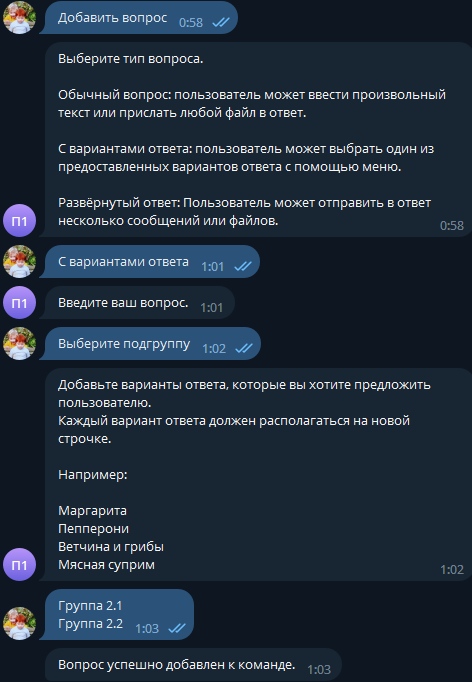 Добавить вопрос 0:58
Выберите тип вопроса.
Обычный вопрос: пользователь может ввести произвольный
текст или прислать любой файл в ответ.
С вариантами ответа: пользователь может выбрать один из
предоставленных вариантов ответа с помощью меню.
Развёрнутый ответ: Пользователь может отправить в ответ
несколько сообщений или файлов.
П1
0:58
С вариантами ответа 1:01
П1
Введите ваш вопрос. 1:01
Выберите подгруппу 1:02
Добавьте варианты ответа, которые вы хотите предложить
пользователю.
Каждый вариант ответа должен располагаться на новой
строчке.
Например:
Маргарита
Пепперони
Ветчина и грибы
Мясная суприм
П1
1:02
Группа 2.1
Группа 2.2 1:03
Вопрос успешно добавлен к команде. 1:03